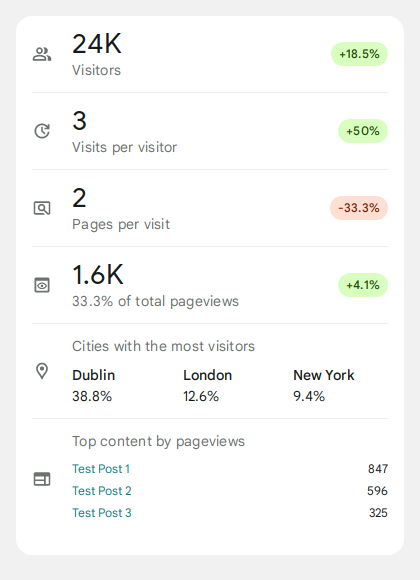 24K
+18.5%
Visitors
3
+50%
Visits per visitor
2
-33.3%
Pages per visit
1.6K
+4.1%
33.3% of total pageviews
Cities with the most visitors
Dublin London New York
38.8% 12.6% 9.4%
Top content by pageviews
Test Post 1 847
Test Post 2 596
Test Post 3 325